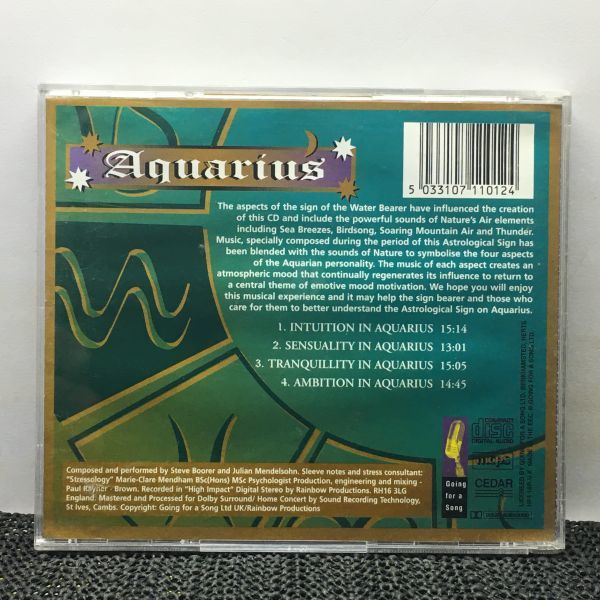 Aquarius
5 033107 110124
The aspects of the sign of the Water Bearer have influenced the creation
of this CD and include the powerful sounds of Nature's Air elements
including Sea Breezes, Birdsong, Soaring Mountain Air and Thunder.
Music, specially composed during the period of this Astrological Sign has
been blended with the sounds of Nature to symbolise the four aspects
of the Aquarian personality. The music of each aspect creates an
atmospheric mood that continually regenerates its influence to return to
a central theme of emotive mood motivation. We hope you will enjoy
this musical experience and it may help the sign bearer and those who
care for them to better understand the Astrological Sign on Aquarius.
1. INTUITION IN AQUARIUS 15:14
2. SENSUALITY IN AQUARIUS 13:01
3. TRANQUILLITY IN AQUARIUS 15:05
4. AMBITION IN AQUARIUS 14:45
Composed and performed by Steve Boorer and Julian Mendelsohn. Sleeve notes and stress consultant:
"Stressology" Marie-Clare Mendham BSc(Hons) MSc Psychologist Production, engineering and mixing -
Paul Rayner - Brown. Recorded in "High Impact" Digital Stereo by Rainbow Productions. RH16 3LG
England: Mastered and Processed for Dolby Surround/ Home Concert by Sound Recording Technology,
St Ives, Cambs. Copyright: Going for a Song Ltd UK/Rainbow Productions
Going
for a
Song
COMPACT
disc
DIGITAL AUDIO
CEDAR